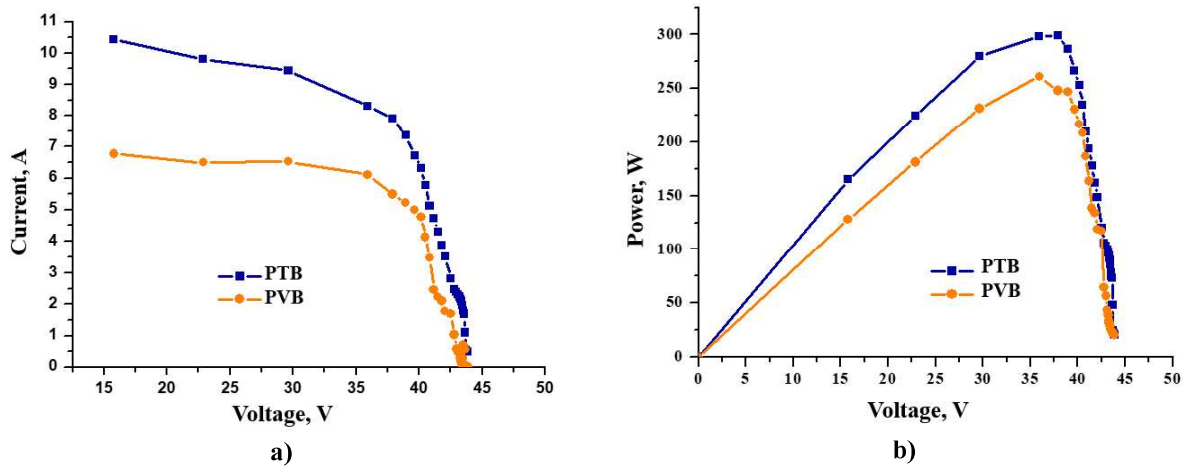 11
10
9
8
7
6
5
4
3
2
1
0
Current, A
15 20 25 30 35 40 45 50
Voltage, V
PTB
PVB
a)
300
250
200
150
100
50
0
Power, W
0 5 10 15 20 25 30 35 40 45 50
Voltage, V
PTB
PVB
b)